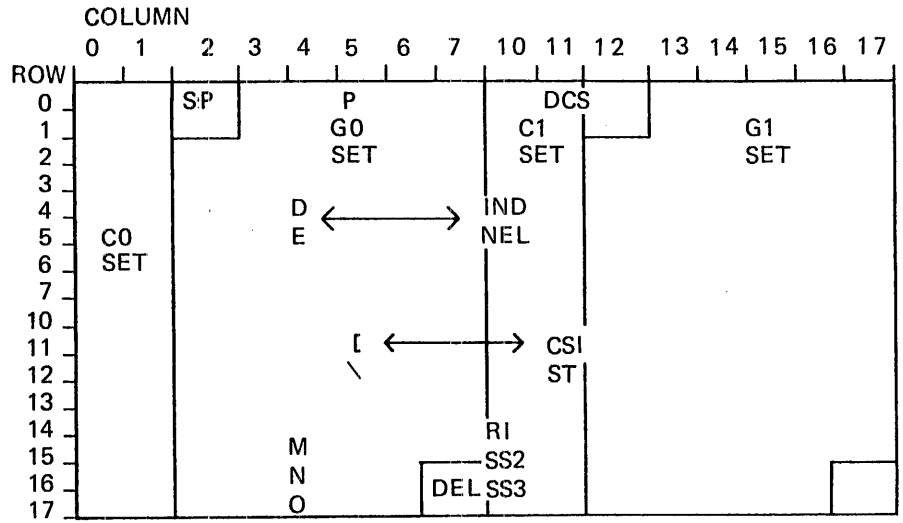 COLUMN
0 1 2 3 4 5 6 7 10 11 12 13 14 15 16 17
ROW
0 SP P DCS
1 G0 C1 G1
2 SET SET SET
3
4 D IND
5 C0 E NEL
6 SET
7
10
11 [ CSI
12 \ ST
13
14 M RI
15 N SS2
16 O DEL SS3
17